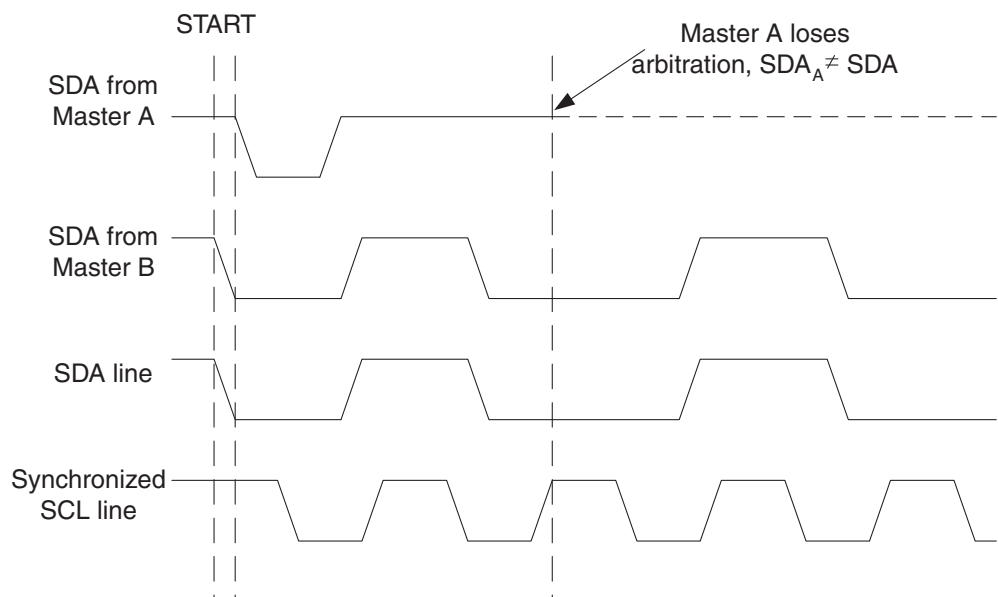 START
Master A loses
arbitration, SDA_A ≠ SDA
SDA from
Master A
SDA from
Master B
SDA line
Synchronized
SCL line